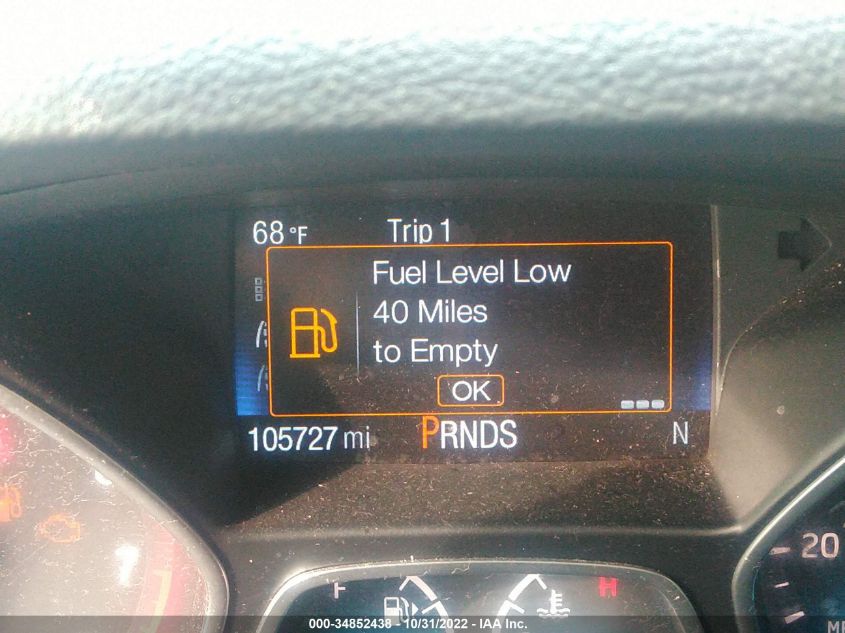 68 °F Trip 1
Fuel Level Low
40 Miles
to Empty
OK
105727 mi PRNDS N
20
H
000-34852438 - 10/31/2022 - IAA Inc.